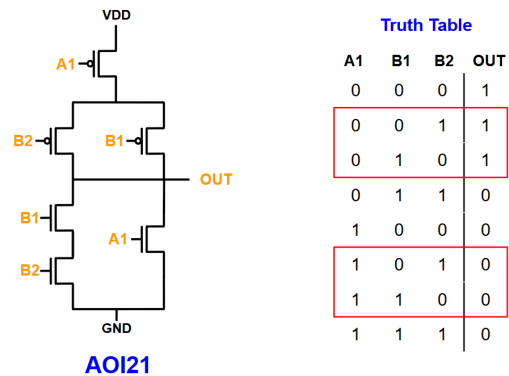 VDD
A1
B2
B1
OUT
B1
A1
B2
GND
AOI21
Truth Table
A1 B1 B2 OUT
0 0 0 1
0 0 1 1
0 1 0 1
0 1 1 0
1 0 0 0
1 0 1 0
1 1 0 0
1 1 1 0